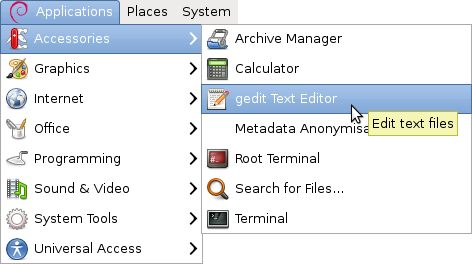 Applications Places System
Accessories
Graphics
Internet
Office
Programming
Sound & Video
System Tools
Universal Access
Archive Manager
Calculator
gedit Text Editor
Metadata Anonymisa
Edit text files
Root Terminal
Search for Files...
Terminal